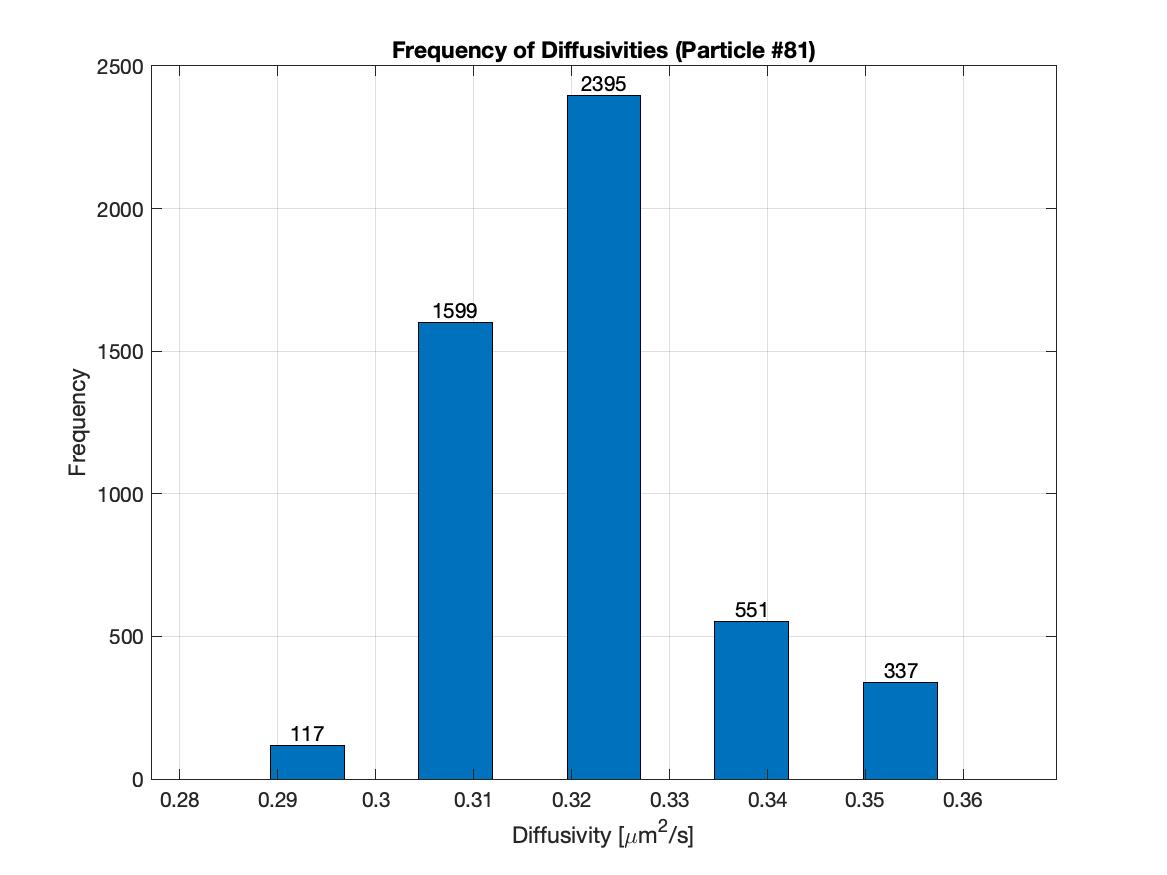 Frequency of Diffusivities (Particle #81)
2500
2000
1500
1000
500
0
Frequency
117
1599
2395
551
337
0.28 0.29 0.3 0.31 0.32 0.33 0.34 0.35 0.36
Diffusivity [μm²/s]